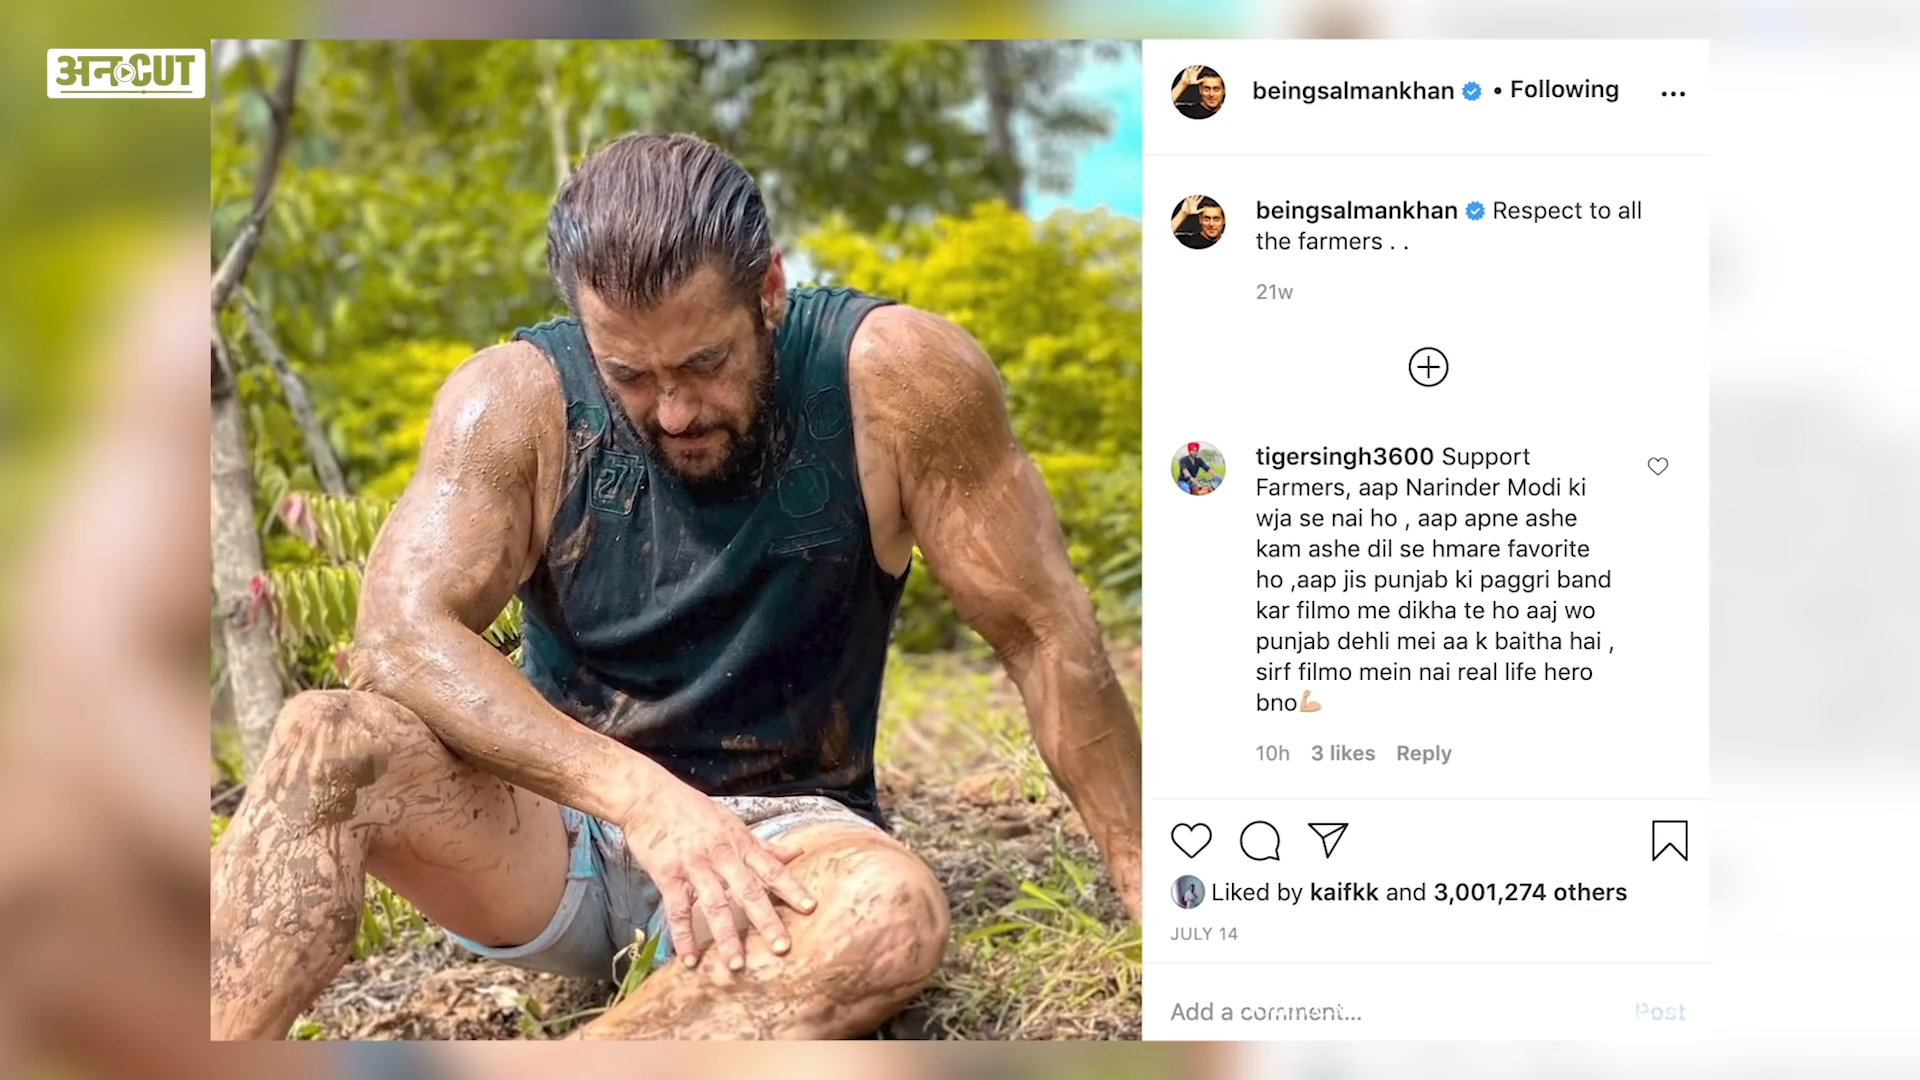 अनCUT
beingsalmankhan • Following
beingsalmankhan Respect to all
the farmers . .
21w
tigersingh3600 Support
Farmers, aap Narinder Modi ki
wja se nai ho , aap apne ashe
kam ashe dil se hmare favorite
ho ,aap jis punjab ki paggri band
kar filmo me dikha te ho aaj wo
punjab dehli mei aa k baitha hai ,
sirf filmo mein nai real life hero
bno💪🏼
10h 3 likes Reply
Liked by kaifkk and 3,001,274 others
JULY 14
Add a comment... Post
27